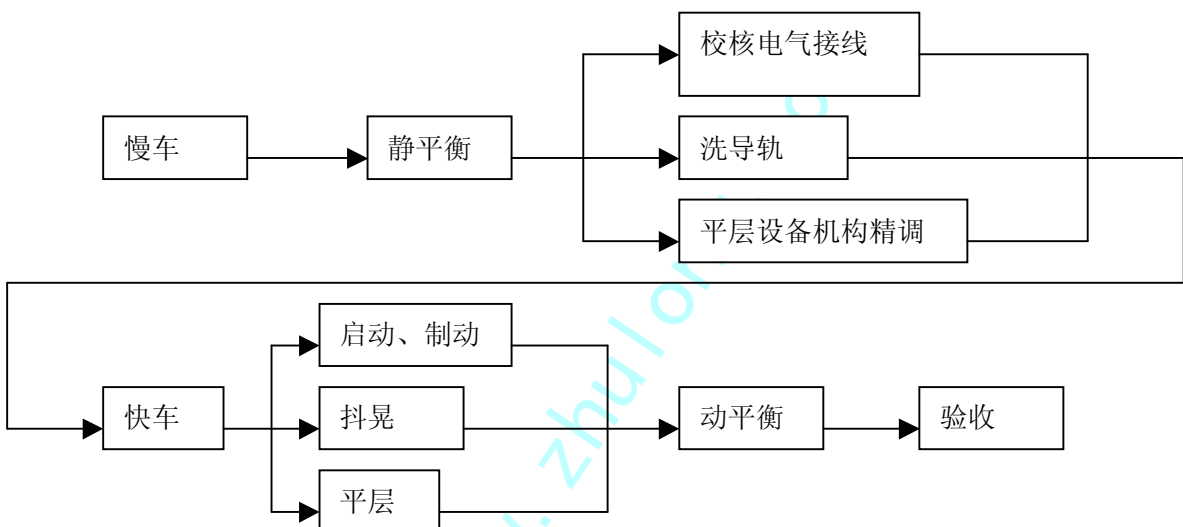 校核电气接线
慢车
静平衡
洗导轨
平层设备机构精调
启动、制动
快车
抖晃
动平衡
验收
平层